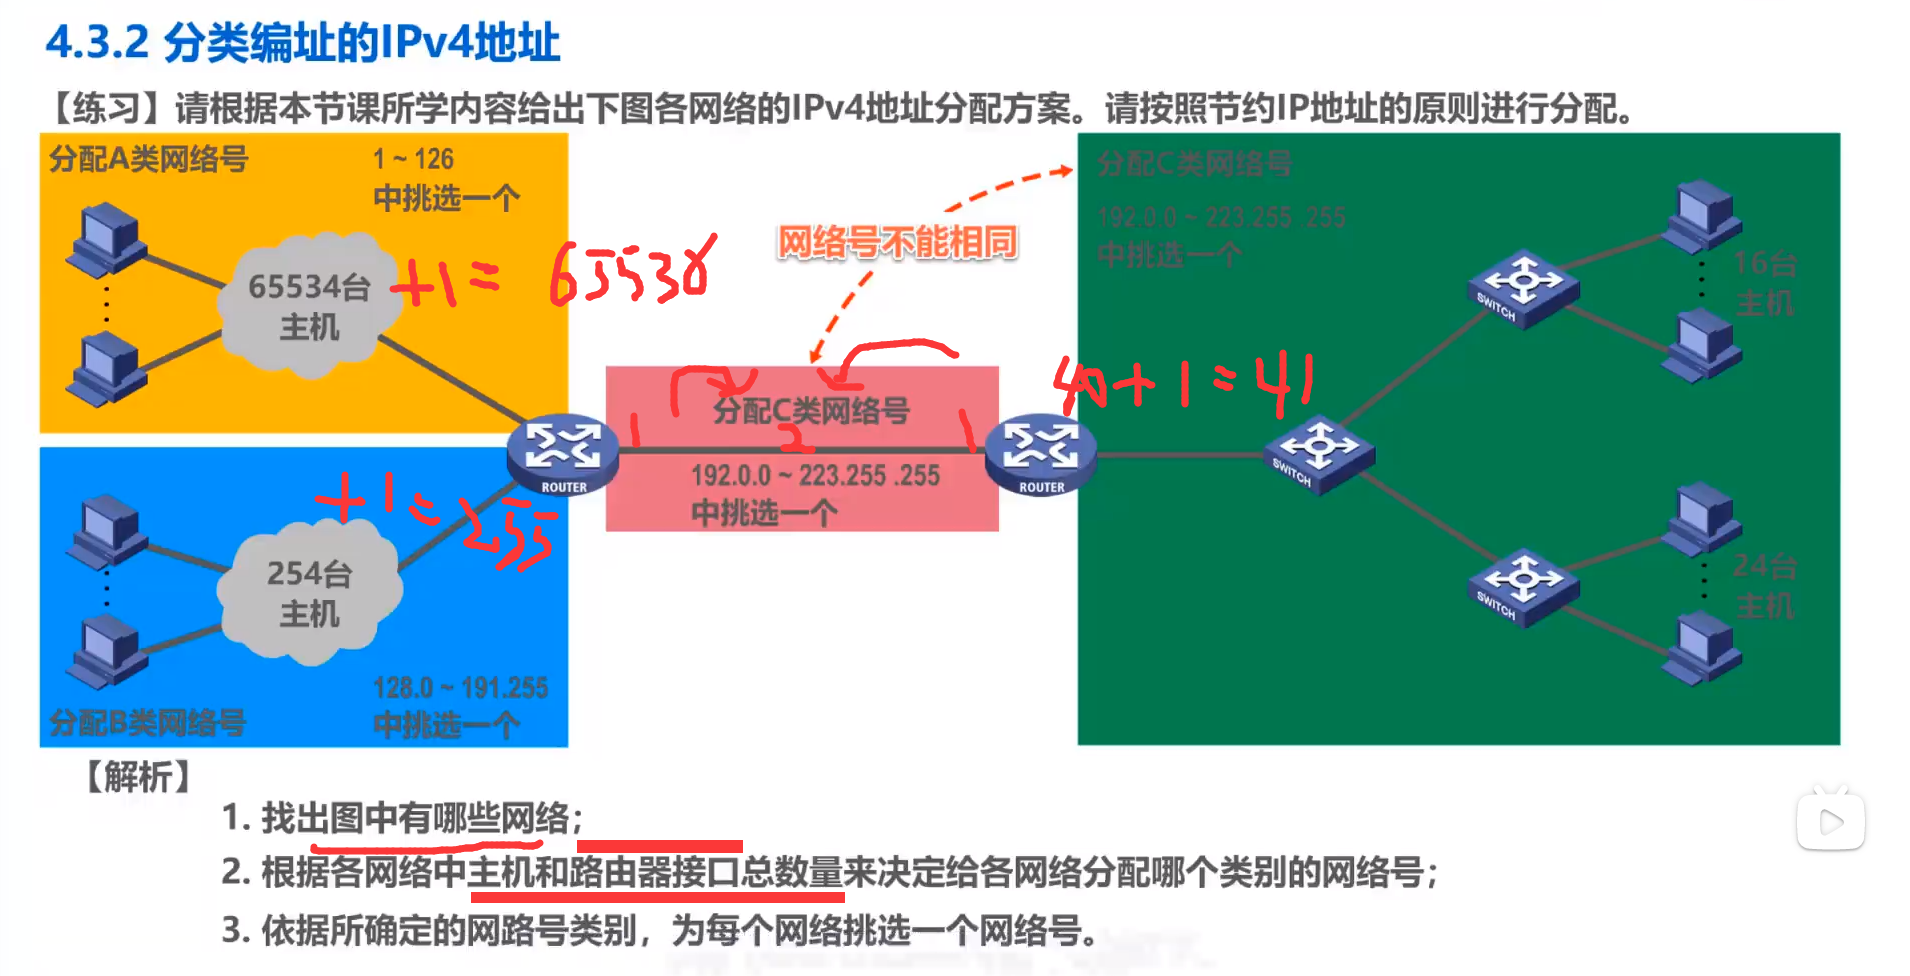 4.3.2 分类编址的IPv4地址
【练习】请根据本节课所学内容给出下图各网络的IPv4地址分配方案。请按照节约IP地址的原则进行分配。
分配A类网络号
1 ~ 126
中挑选一个
65534台
主机
+1=
网络号不能相同
分配C类网络号
192.0.0 ~ 223.255 .255
中挑选一个
SWITCH
16台
主机
40+1=41
分配C类网络号
1
2
1
192.0.0 ~ 223.255 .255
中挑选一个
ROUTER
ROUTER
SWITCH
+1=255
254台
主机
128.0 ~ 191.255
中挑选一个
分配B类网络号
SWITCH
24台
主机
【解析】
1. 找出图中有哪些网络；
2. 根据各网络中主机和路由器接口总数量来决定给各网络分配哪个类别的网络号；
3. 依据所确定的网路号类别，为每个网络挑选一个网络号。